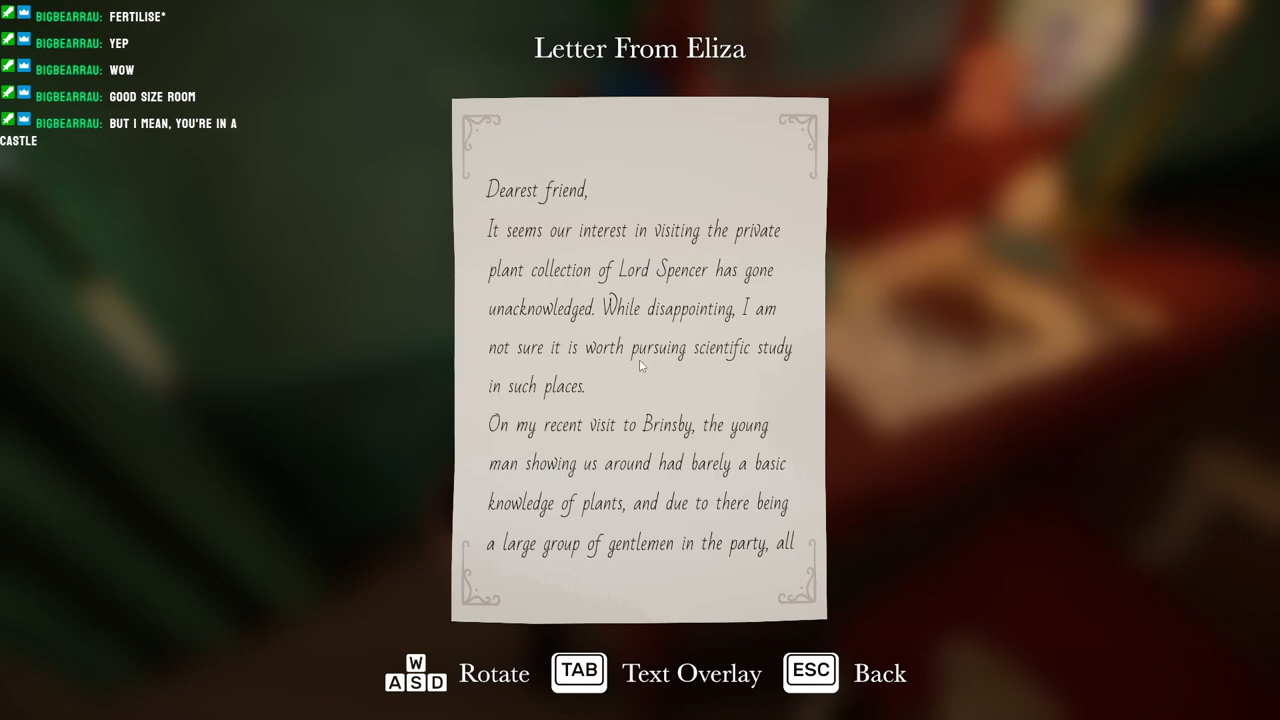 BIGBEARRAU: FERTILISE*
BIGBEARRAU: YEP
BIGBEARRAU: WOW
BIGBEARRAU: GOOD SIZE ROOM
BIGBEARRAU: BUT I MEAN, YOU'RE IN A
CASTLE
Letter From Eliza
Dearest friend,
It seems our interest in visiting the private
plant collection of Lord Spencer has gone
unacknowledged. While disappointing, I am
not sure it is worth pursuing scientific study
in such places.
On my recent visit to Brinsby, the young
man showing us around had barely a basic
knowledge of plants, and due to there being
a large group of gentlemen in the party, all
W
A S D Rotate TAB Text Overlay ESC Back